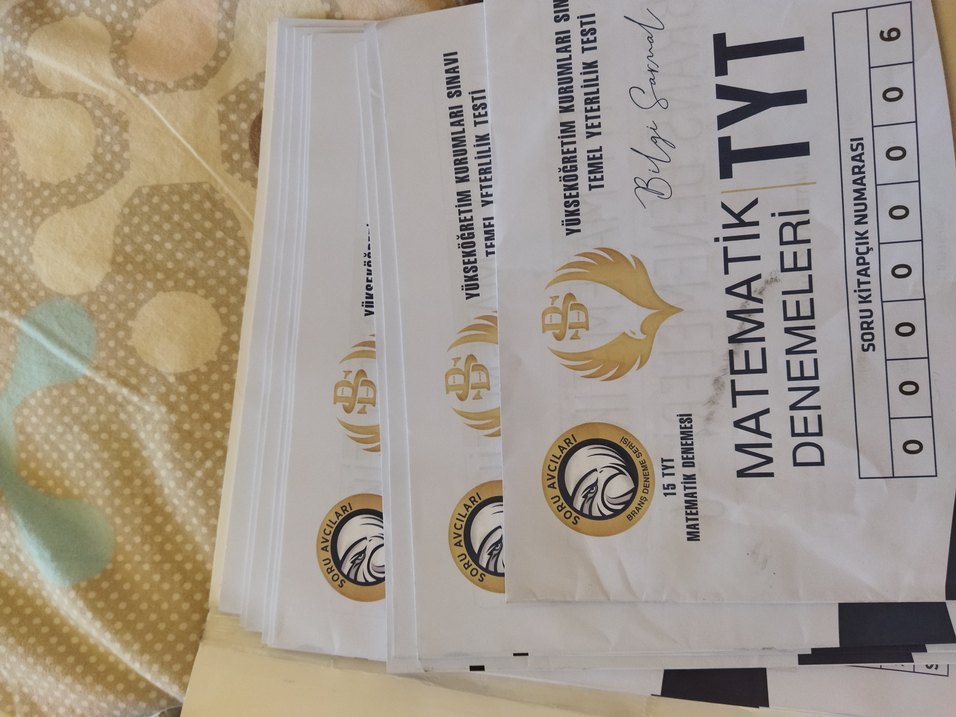 YÜKSEKÖĞRETİM KURUMLARI SINAVI
TEMEL YETERLİLİK TESTİ
SORU AVCILARI
SORU AVCILARI
YÜKSEKÖĞRETİM KURUMLARI
TEMEL YETERLİLİK TESTİ
Bilgi Sarmal
SORU AVCILARI
BRANŞ DENEME SERİSİ
15 TYT
MATEMATİK DENEMESİ
MATEMATİK TYT
DENEMELERİ
SORU KİTAPÇIK NUMARASI
0 0 0 0 0 0 0 6